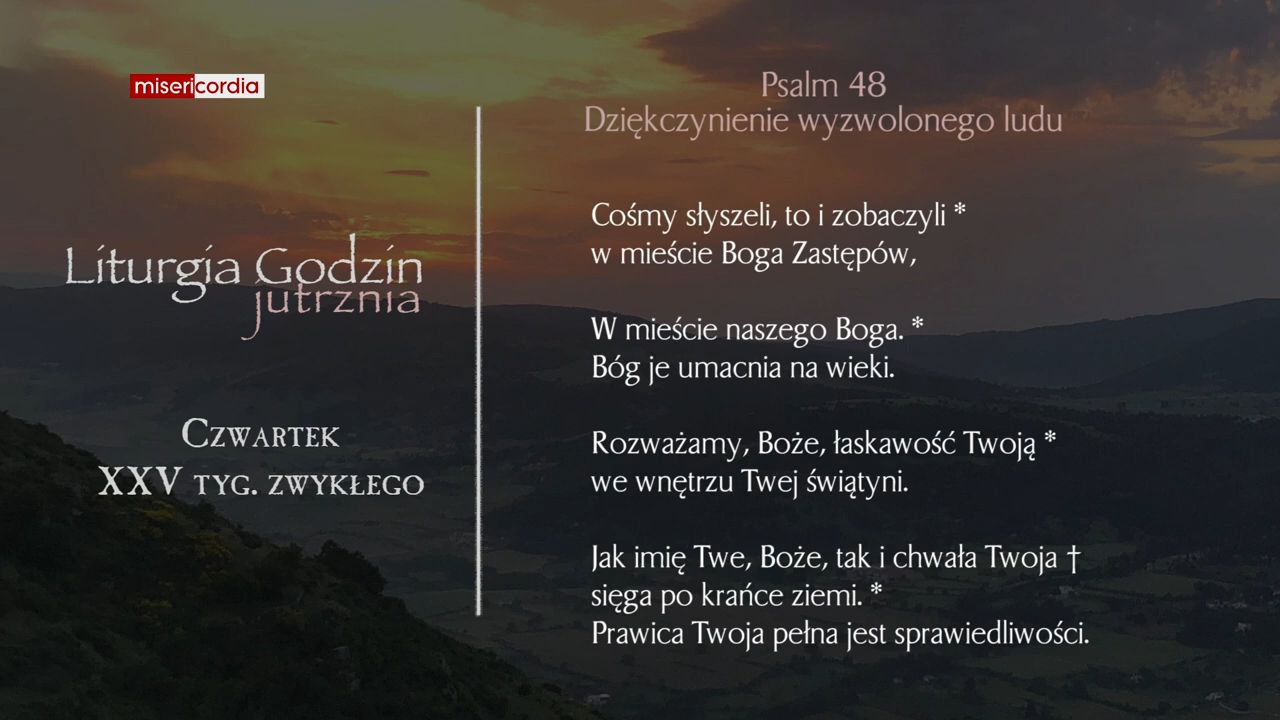 misericordia
Liturgia Godzin
jutrznia
Czwartek
XXV tyg. zwykłego
Psalm 48
Dziękczynienie wyzwolonego ludu
Cośmy słyszeli, to i zobaczyli *
w mieście Boga Zastępów,
W mieście naszego Boga. *
Bóg je umacnia na wieki.
Rozważamy, Boże, łaskawość Twoją *
we wnętrzu Twej świątyni.
Jak imię Twe, Boże, tak i chwała Twoja †
sięga po krańce ziemi. *
Prawica Twoja pełna jest sprawiedliwości.